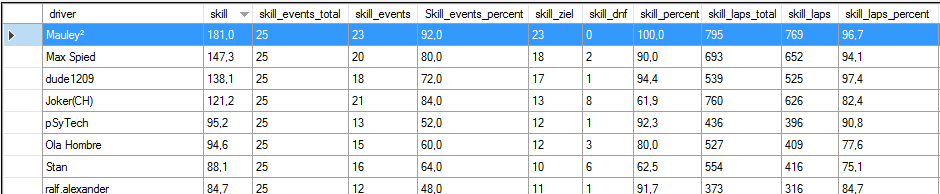 driver skill skill_events_total skill_events Skill_events_percent skill_ziel skill_dnf skill_percent skill_laps_total skill_laps skill_laps_percent
Mauley² 181,0 25 23 92,0 23 0 100,0 795 769 96,7
Max Spied 147,3 25 20 80,0 18 2 90,0 693 652 94,1
dude1209 138,1 25 18 72,0 17 1 94,4 539 525 97,4
Joker(CH) 121,2 25 21 84,0 13 8 61,9 760 626 82,4
pSyTech 95,2 25 13 52,0 12 1 92,3 436 396 90,8
Ola Hombre 94,6 25 15 60,0 12 3 80,0 527 409 77,6
Stan 88,1 25 16 64,0 10 6 62,5 554 416 75,1
ralf.alexander 84,7 25 12 48,0 11 1 91,7 373 316 84,7